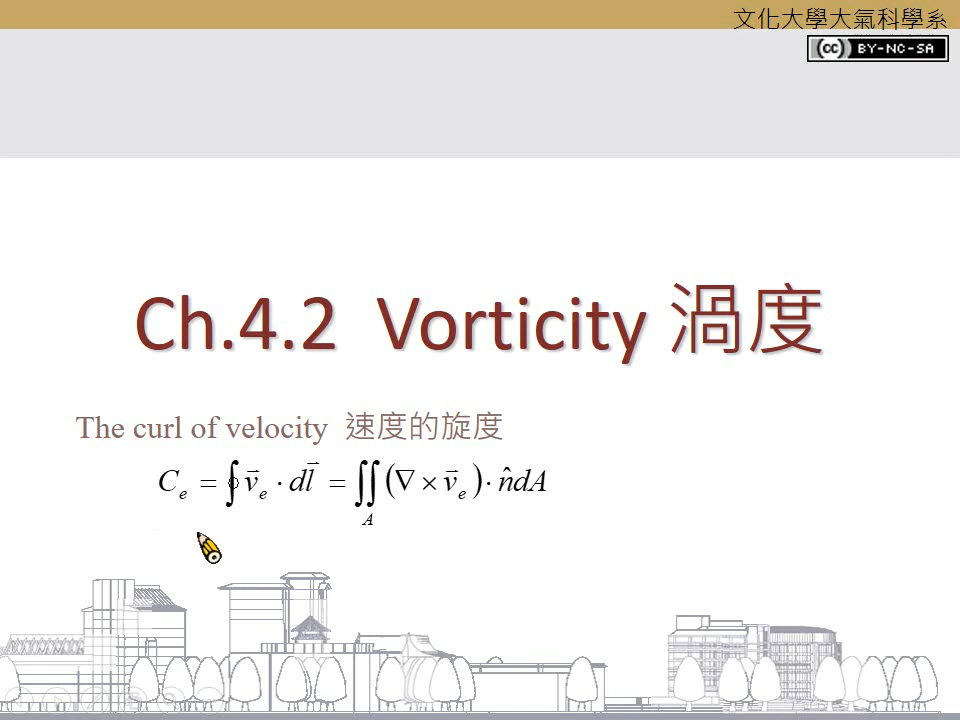 文化大學大氣科學系
(cc) BY-NC-SA
Ch.4.2 Vorticity 渦度
The curl of velocity 速度的旋度
C_e = ∮ v⃗_e · dl⃗ = ∬_A (∇ × v⃗_e) · n̂dA